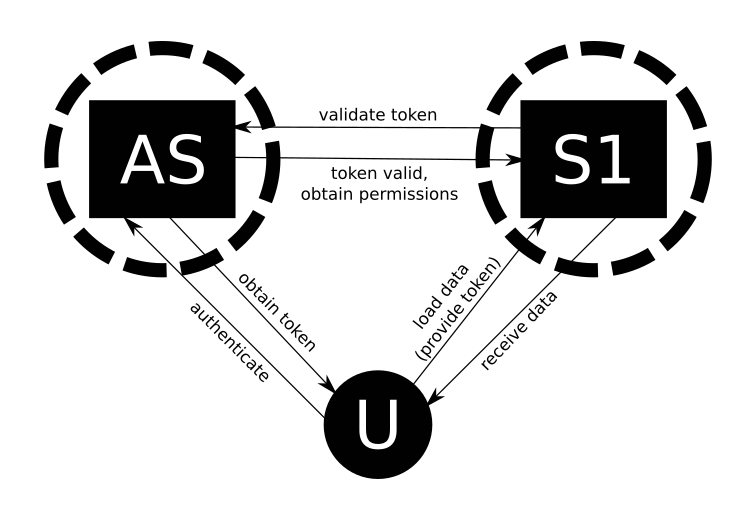 validate token
AS
S1
token valid,
obtain permissions
obtain token
authenticate
load data
(provide token)
receive data
U